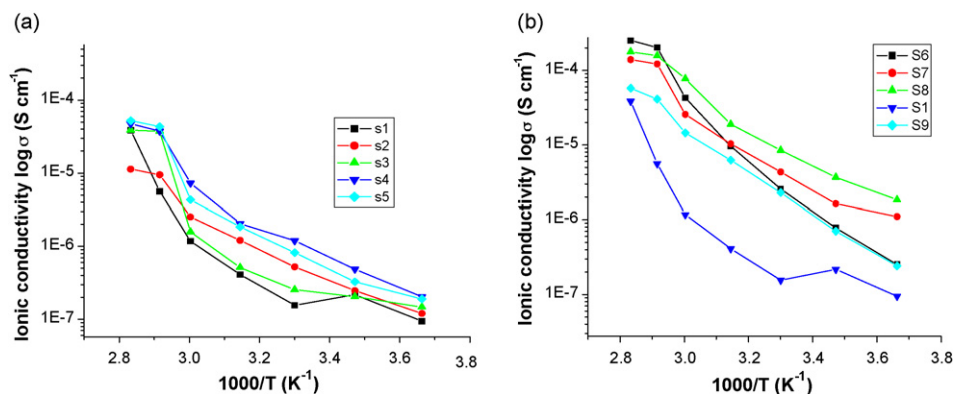 (a)
Ionic conductivity logσ (S cm⁻¹)
1E-4
1E-5
1E-6
1E-7
s1
s2
s3
s4
s5
2.8 3.0 3.2 3.4 3.6 3.8
1000/T (K⁻¹)
(b)
Ionic conductivity logσ (S cm⁻¹)
1E-4
1E-5
1E-6
1E-7
S6
S7
S8
S1
S9
2.8 3.0 3.2 3.4 3.6 3.8
1000/T (K⁻¹)